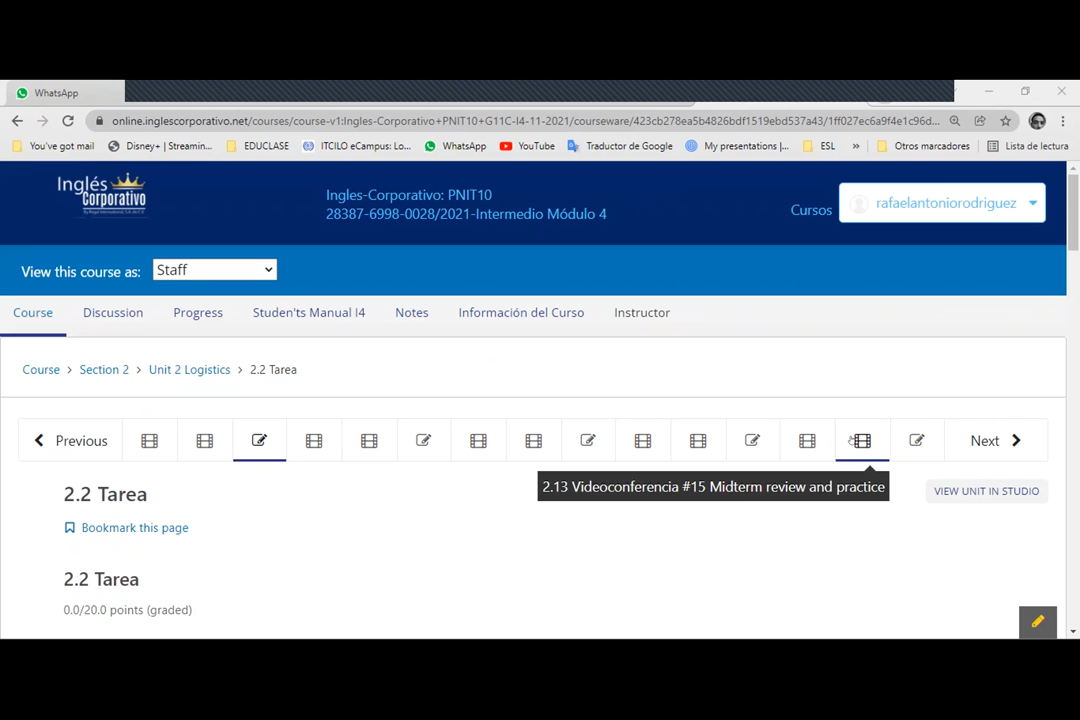 WhatsApp
online.inglescorporativo.net/courses/course-v1:Ingles-Corporativo+PNIT10+G11C-I4-11-2021/courseware/423cb278ea5b4826bdf1519ebd537a43/1ff027ec6a9f4e1c96d...
You've got mail Disney+ | Streamin... EDUCLASE ITCILO eCampus: Lo... WhatsApp YouTube Traductor de Google My presentations |... ESL » Otros marcadores Lista de lectura
Inglés
Corporativo
Ingles-Corporativo: PNIT10
28387-6998-0028/2021-Intermedio Módulo 4
Cursos
rafaelantoniorodriguez
View this course as: Staff
Course Discussion Progress Studen'ts Manual I4 Notes Información del Curso Instructor
Course > Section 2 > Unit 2 Logistics > 2.2 Tarea
Previous Next
2.13 Videoconferencia #15 Midterm review and practice
2.2 Tarea
VIEW UNIT IN STUDIO
Bookmark this page
2.2 Tarea
0.0/20.0 points (graded)